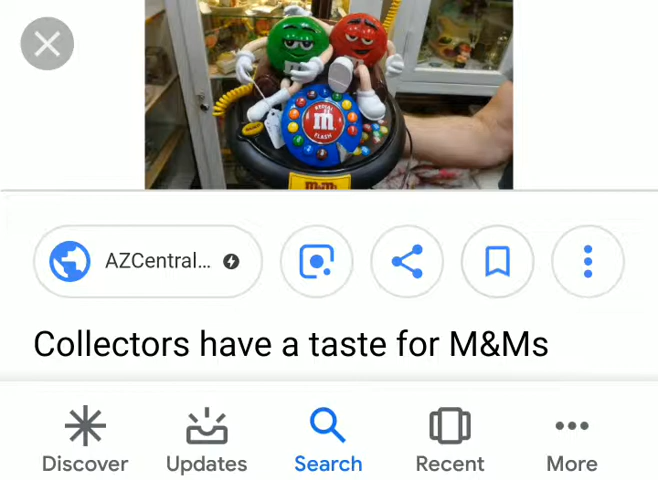 m
m
FLASH
m&m's
AZCentral...
Collectors have a taste for M&Ms
Discover Updates Search Recent More